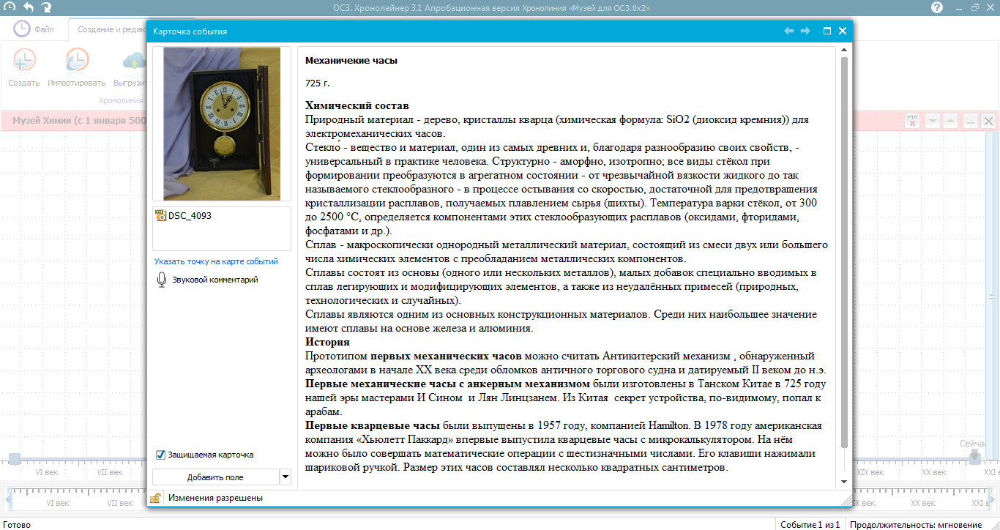 ОС3. Хронолайнер 3.1 Апробационная версия Хронолиния «Музей для ОС3.tlx2»
Файл
Создание и редак
Создать
Импортировать
Выгрузит
Хронолиния
Музей Химии (с 1 января 500
Карточка события
DSC_4093
Указать точку на карте событий
Звуковой комментарий
Защищаемая карточка
Добавить поле
Изменения разрешены
Механичекие часы
725 г.
Химический состав
Природный материал - дерево, кристаллы кварца (химическая формула: SiO2 (диоксид кремния)) для
электромеханических часов.
Стекло́ - вещество и материал, один из самых древних и, благодаря разнообразию своих свойств, -
универсальный в практике человека. Структурно - аморфно, изотропно; все виды стёкол при
формировании преобразуются в агрегатном состоянии - от чрезвычайной вязкости жидкого до так
называемого стеклообразного - в процессе остывания со скоростью, достаточной для предотвращения
кристаллизации расплавов, получаемых плавлением сырья (шихты). Температура варки стёкол, от 300
до 2500 °C, определяется компонентами этих стеклообразующих расплавов (оксидами, фторидами,
фосфатами и др.).
Сплав - макроскопически однородный металлический материал, состоящий из смеси двух или большего
числа химических элементов с преобладанием металлических компонентов.
Сплавы состоят из основы (одного или нескольких металлов), малых добавок специально вводимых в
сплав легирующих и модифицирующих элементов, а также из неудалённых примесей (природных,
технологических и случайных).
Сплавы являются одним из основных конструкционных материалов. Среди них наибольшее значение
имеют сплавы на основе железа и алюминия.
История
Прототипом первых механических часов можно считать Антикитерский механизм , обнаруженный
археологами в начале XX века среди обломков античного торгового судна и датируемый II веком до н.э.
Первые механические часы с анкерным механизмом были изготовлены в Танском Китае в 725 году
нашей эры мастерами И Сином  и Лян Линцзанем. Из Китая  секрет устройства, по-видимому, попал к
арабам.
Первые кварцевые часы были выпущены в 1957 году, компанией Hamilton. В 1978 году американская
компания «Хьюлетт Паккард» впервые выпустила кварцевые часы с микрокалькулятором. На нём
можно было совершать математические операции с шестизначными числами. Его клавиши нажимали
шариковой ручкой. Размер этих часов составлял несколько квадратных сантиметров.
Сейчас
VI век VII век XIX век XX век XXI
VI век VII век IX век XX век XXI в
Готово
Событие 1 из 1
Продолжительность: мгновение